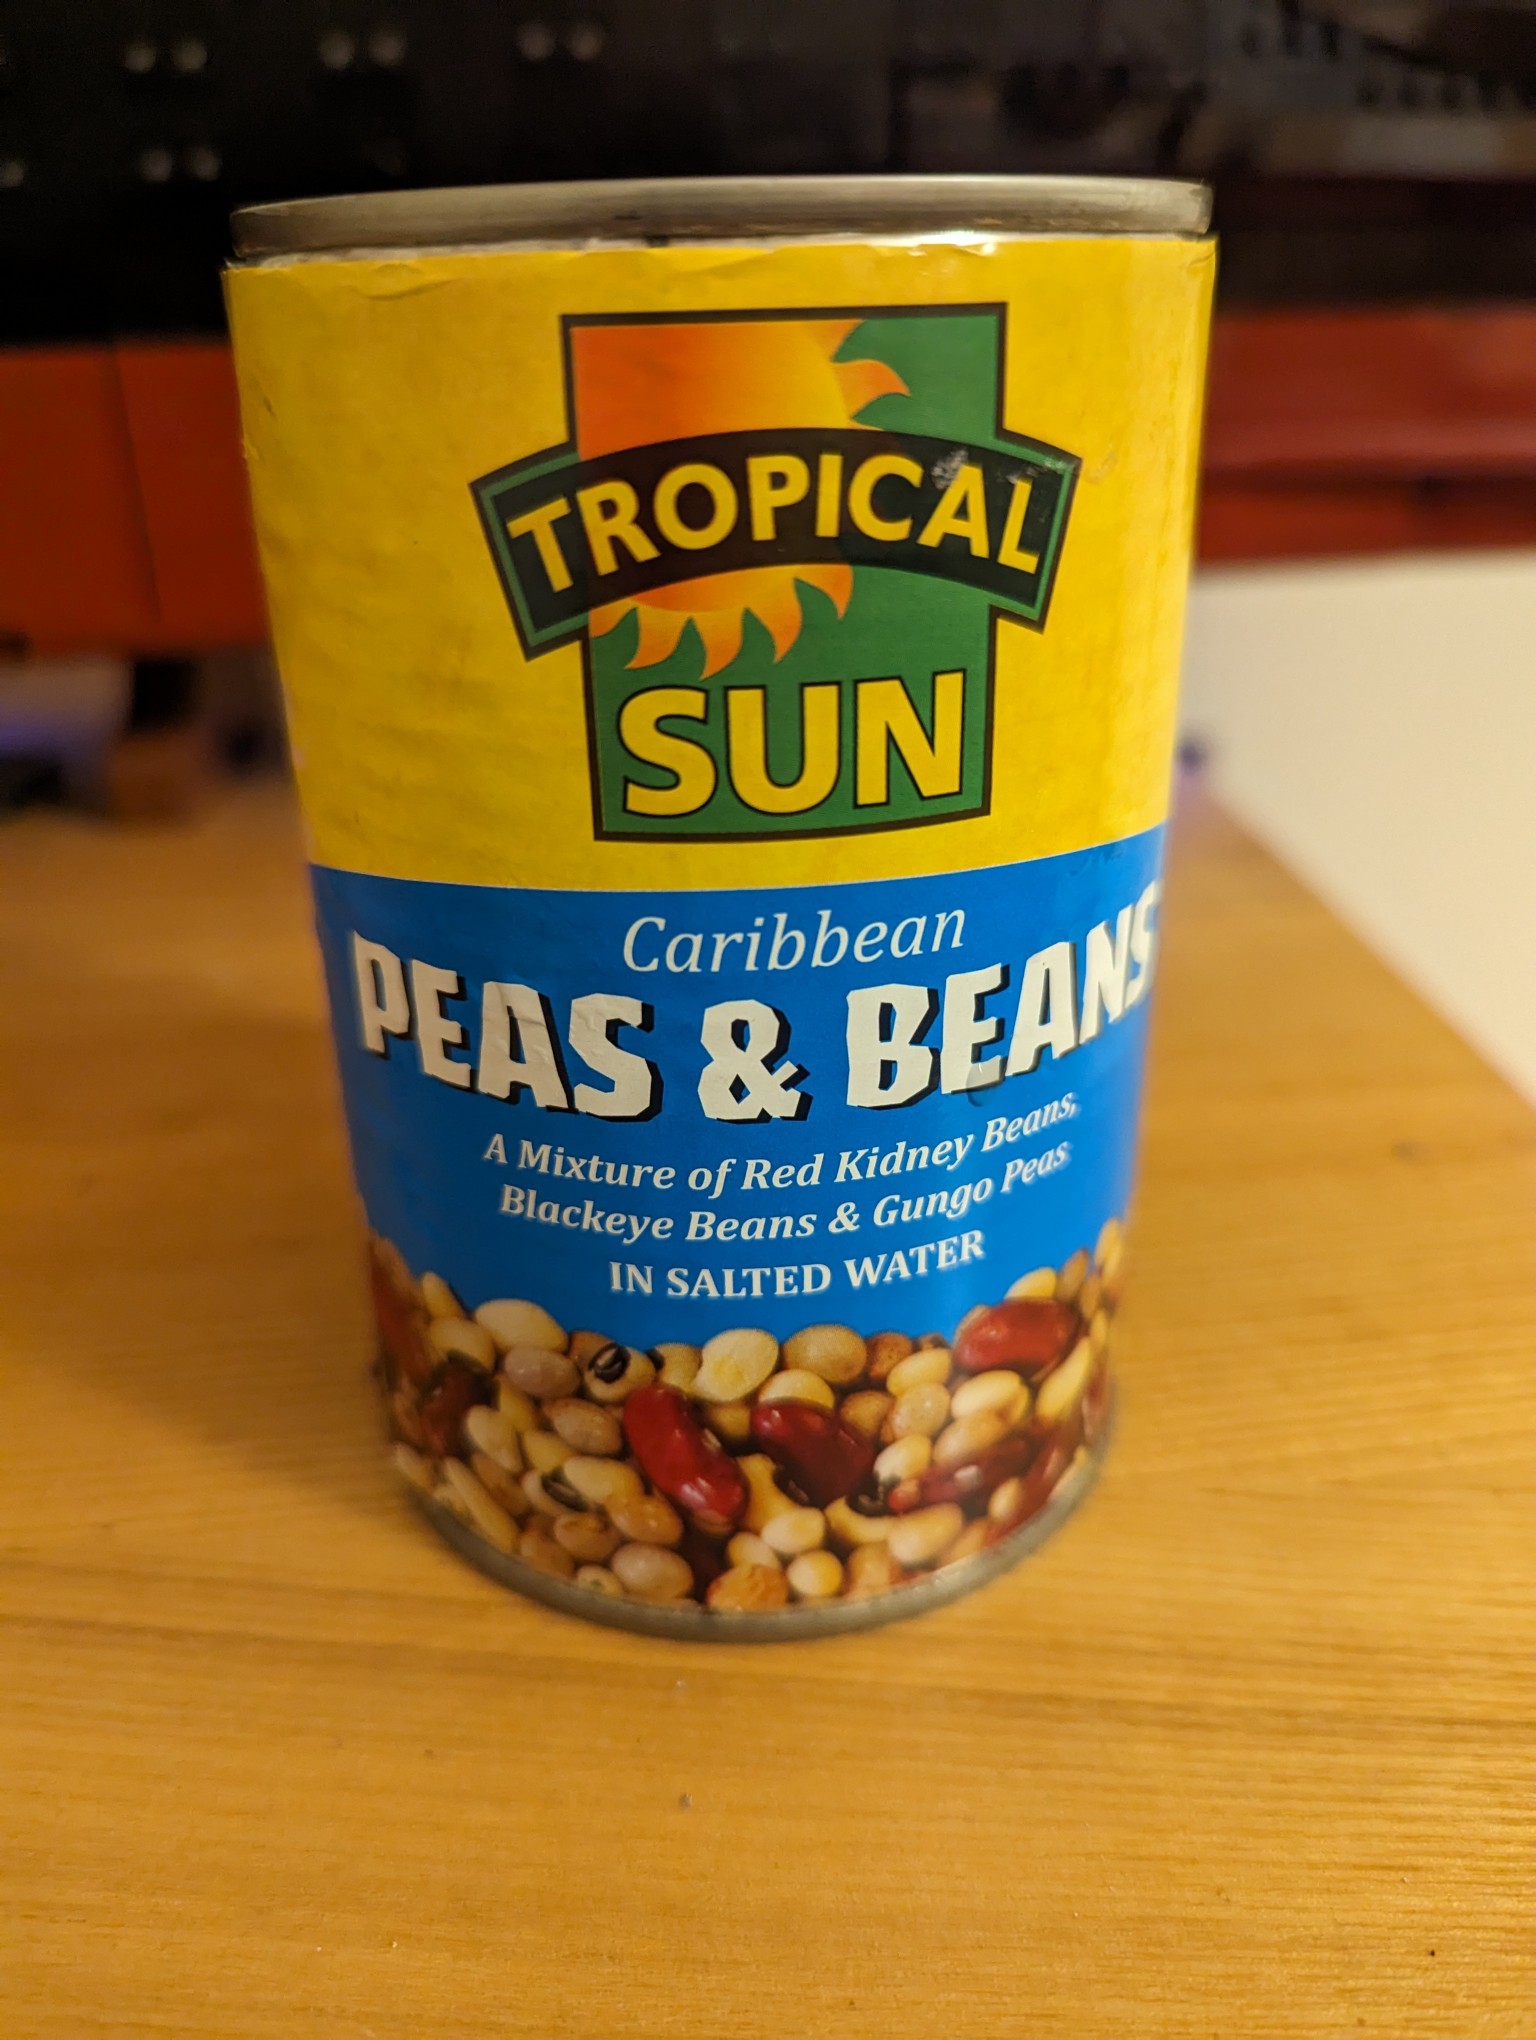 TROPICAL
SUN
Caribbean
PEAS & BEANS
A Mixture of Red Kidney Beans,
Blackeye Beans & Gungo Peas
IN SALTED WATER